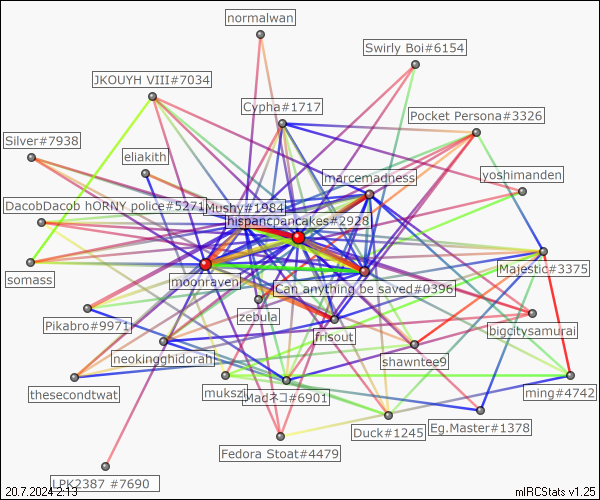 normalwan
Swirly Boi#6154
JKOUYH VIII#7034
Cypha#1717
Pocket Persona#3326
Silver#7938
eliakith
marcemadness
yoshimanden
DacobDacob hORNY police#5271
Mushy#1984
hispancpancakes#2928
somass
moonraven
Can anything be saved#0396
Majestic#3375
zebula
Pikabro#9971
frisout
bigcitysamurai
neokingghidorah
shawntee9
thesecondtwat
mukszi
Madネコ#6901
ming#4742
Duck#1245
Eg.Master#1378
Fedora Stoat#4479
LPK2387 #7690
20.7.2024 2:13
mIRCStats v1.25